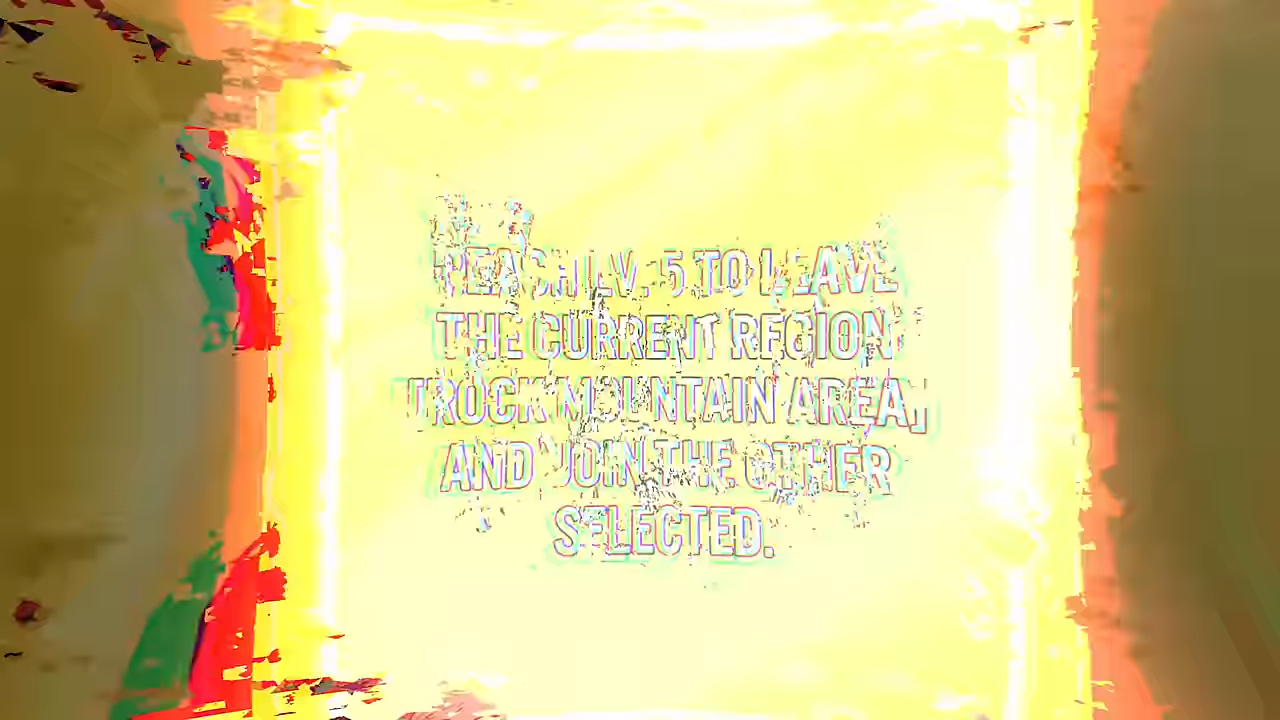 REACH LV. 5 TO LEAVE
THE CURRENT REGION
[ROCK MOUNTAIN AREA]
AND JOIN THE OTHER
SELECTED.